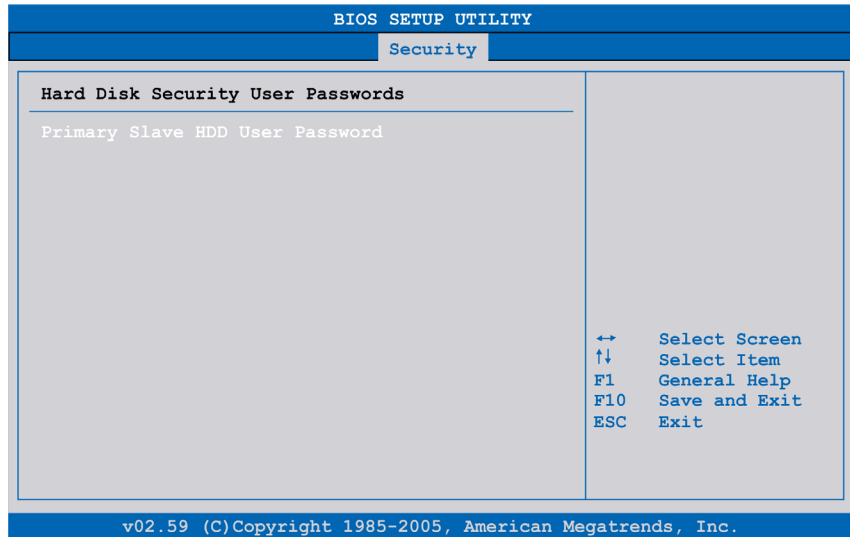 BIOS SETUP UTILITY
Security
Hard Disk Security User Passwords
Primary Slave HDD User Password
↔ Select Screen
↑↓ Select Item
F1 General Help
F10 Save and Exit
ESC Exit
v02.59 (C)Copyright 1985-2005, American Megatrends, Inc.